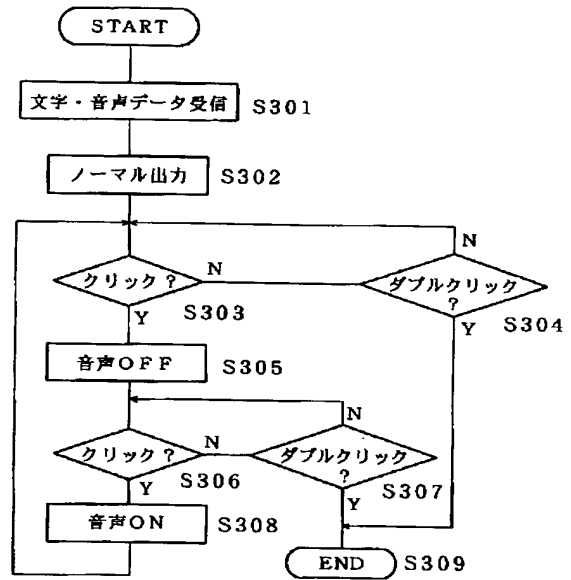 START
文字・音声データ受信 S301
ノーマル出力 S302
N
クリック? N ダブルクリック
?
Y S303 Y S304
音声OFF S305
N
クリック? N ダブルクリック
?
Y S306 Y S307
音声ON S308
END S309